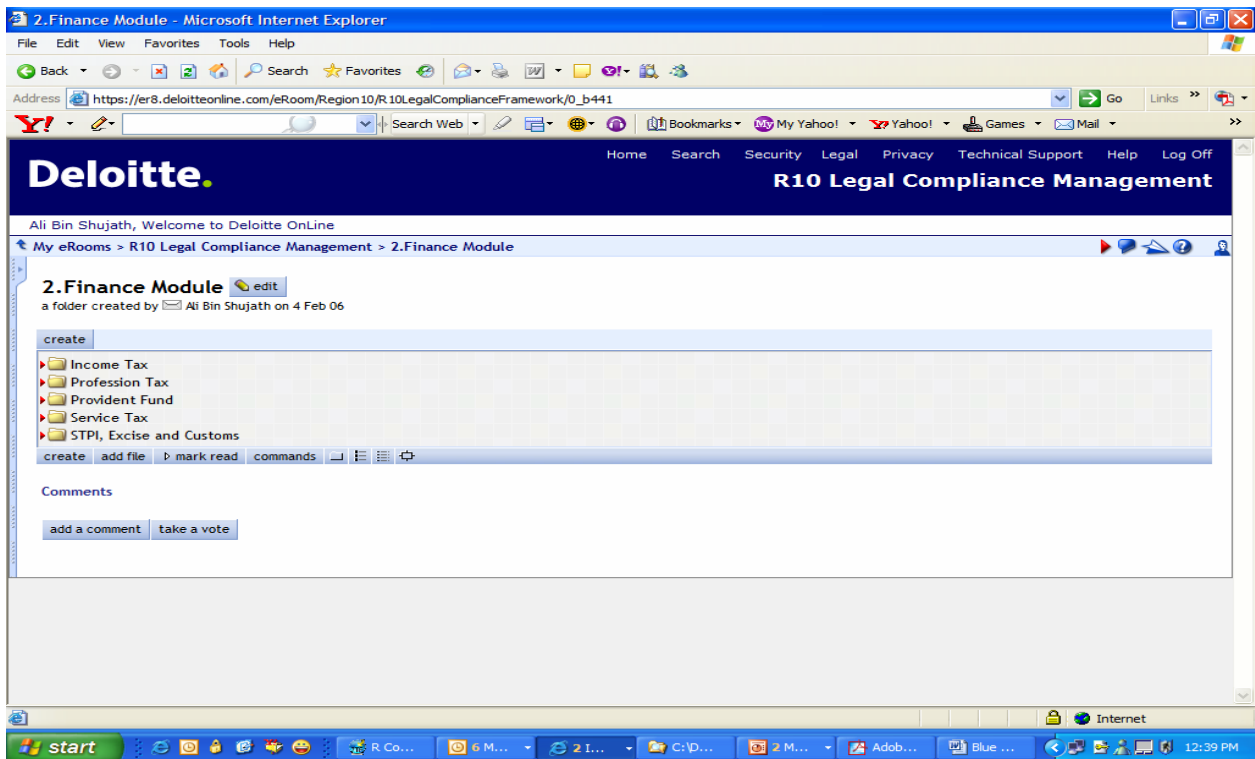 2.Finance Module - Microsoft Internet Explorer
File Edit View Favorites Tools Help
Back Search Favorites
Address https://er8.deloitteonline.com/eRoom/Region10/R10LegalComplianceFramework/0_b441 Go Links »
Y! Search Web Bookmarks My Yahoo! Yahoo! Games Mail »
Home Search Security Legal Privacy Technical Support Help Log Off
Deloitte.
R10 Legal Compliance Management
Ali Bin Shujath, Welcome to Deloitte OnLine
My eRooms > R10 Legal Compliance Management > 2.Finance Module
2.Finance Module edit
a folder created by Ali Bin Shujath on 4 Feb 06
create
Income Tax
Profession Tax
Provident Fund
Service Tax
STPI, Excise and Customs
create add file mark read commands
Comments
add a comment take a vote
Internet
start R Co... 6 M... 2 I... C:\D... 2 M... Adob... Blue ... 12:39 PM